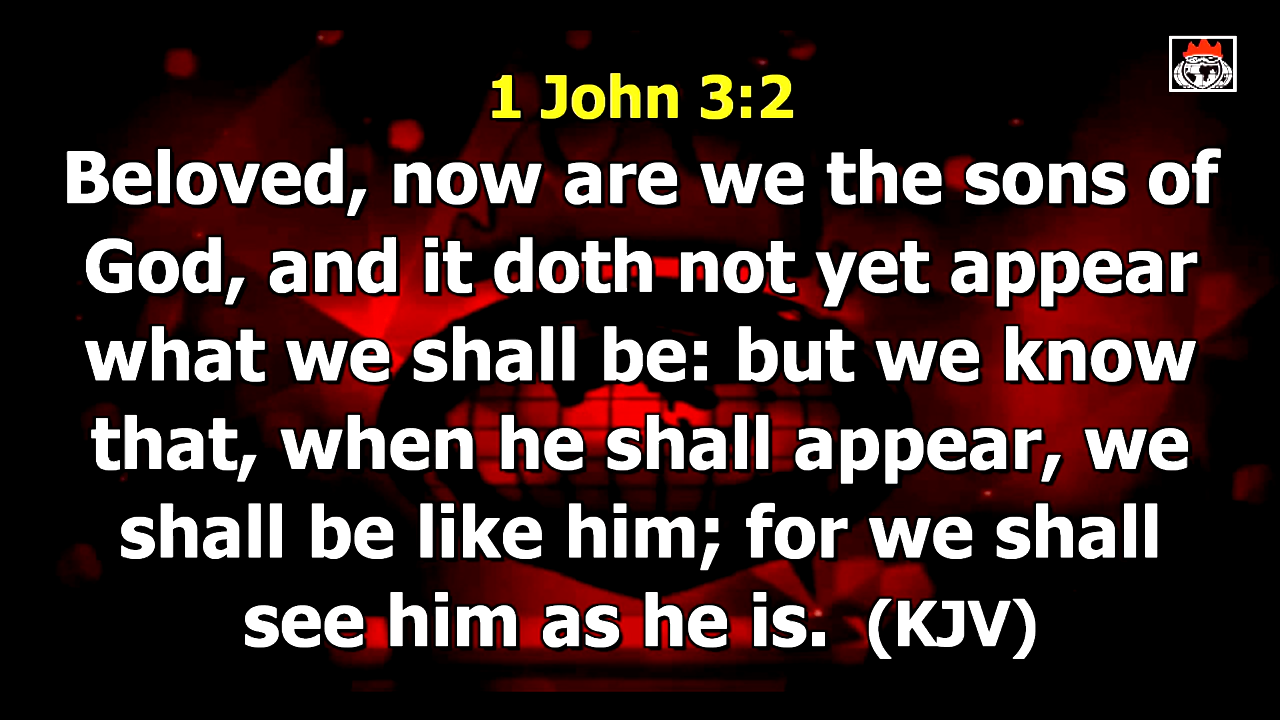 1 John 3:2
Beloved, now are we the sons of
God, and it doth not yet appear
what we shall be: but we know
that, when he shall appear, we
shall be like him; for we shall
see him as he is. (KJV)